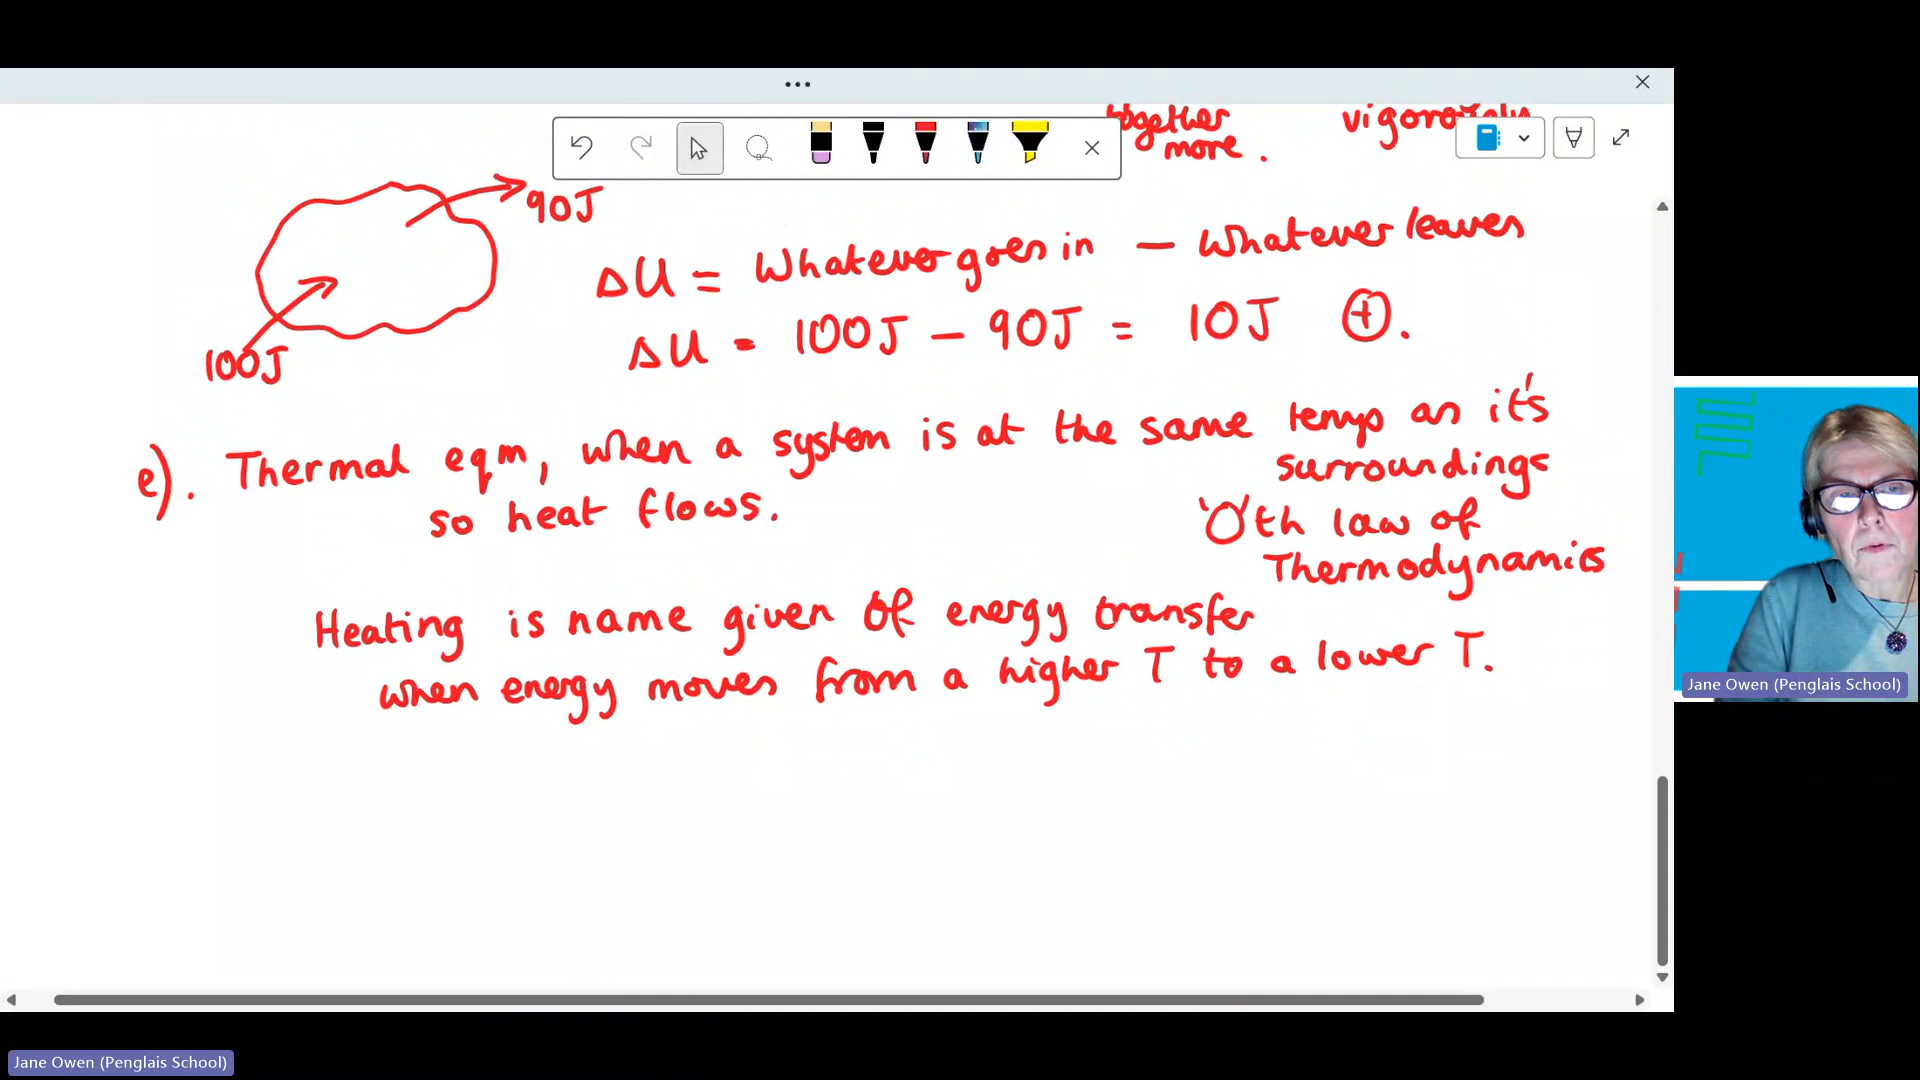 together vigorously
more.
90J
ΔU = Whatever goes in — Whatever leaves
100J
ΔU = 100J – 90J = 10J ⊕.
e). Thermal eqm, when a system is at the same temp as it's
surroundings
so heat flows.
'O'th law of
Thermodynamics
Heating is name given of energy transfer
when energy moves from a higher T to a lower T.
Jane Owen (Penglais School)
Jane Owen (Penglais School)